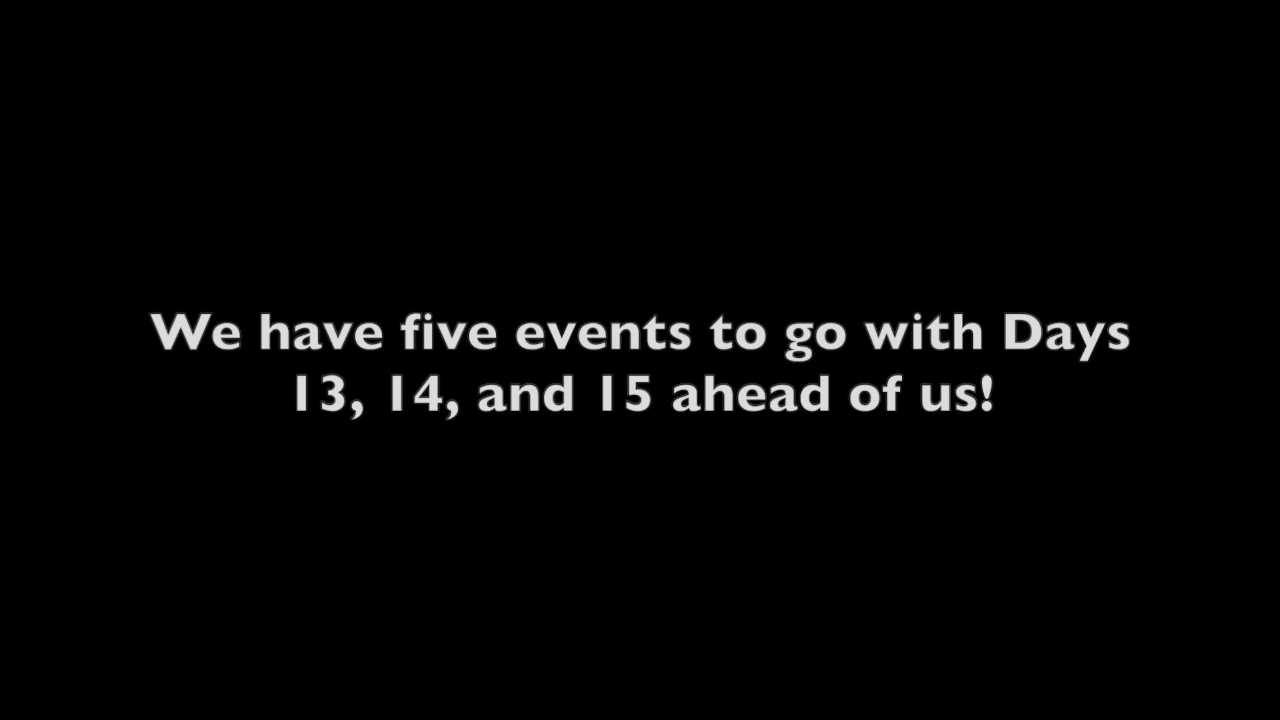 We have five events to go with Days
13, 14, and 15 ahead of us!